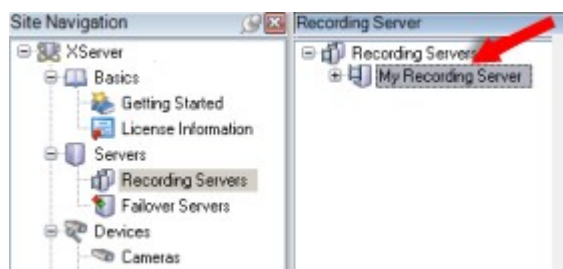 Site Navigation
XServer
Basics
Getting Started
License Information
Servers
Recording Servers
Failover Servers
Devices
Cameras
Recording Server
Recording Servers
My Recording Server